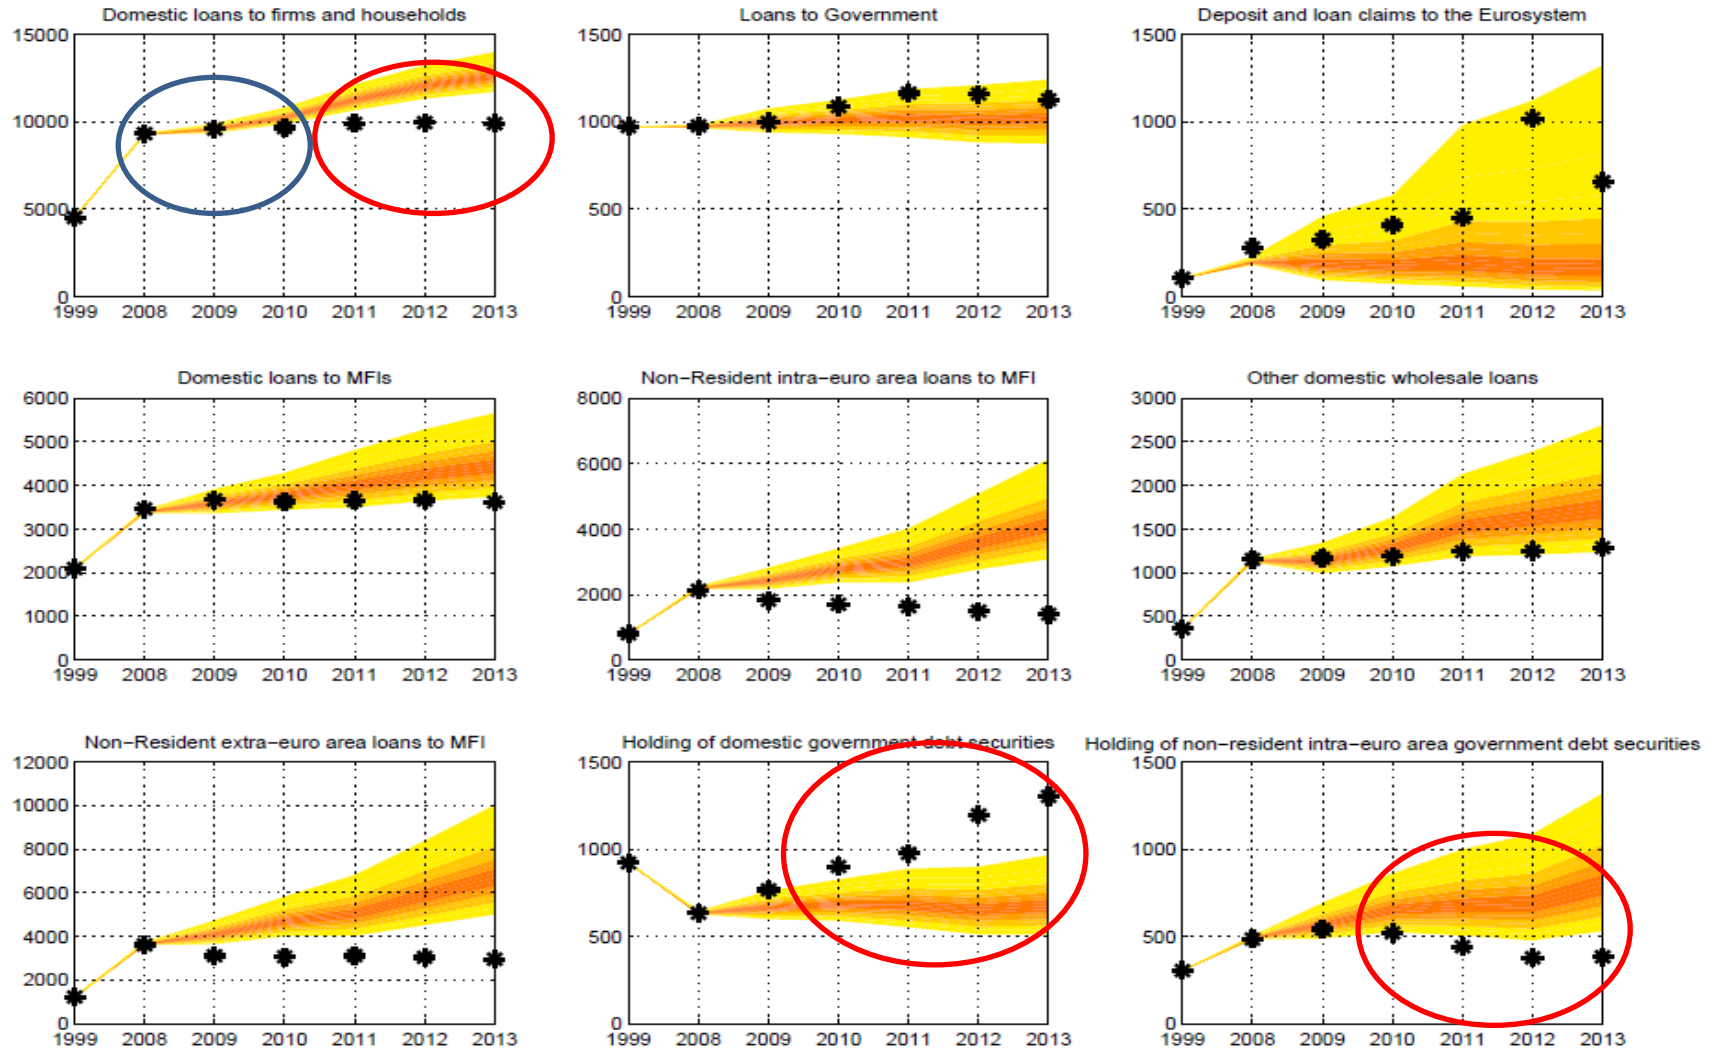 Domestic loans to firms and households
15000
10000
5000
0
1999 2008 2009 2010 2011 2012 2013
Loans to Government
1500
1000
500
0
1999 2008 2009 2010 2011 2012 2013
Deposit and loan claims to the Eurosystem
1500
1000
500
0
1999 2008 2009 2010 2011 2012 2013
Domestic loans to MFIs
6000
5000
4000
3000
2000
1000
0
1999 2008 2009 2010 2011 2012 2013
Non−Resident intra−euro area loans to MFI
8000
6000
4000
2000
0
1999 2008 2009 2010 2011 2012 2013
Other domestic wholesale loans
3000
2500
2000
1500
1000
500
0
1999 2008 2009 2010 2011 2012 2013
Non−Resident extra−euro area loans to MFI
12000
10000
8000
6000
4000
2000
0
1999 2008 2009 2010 2011 2012 2013
Holding of domestic government debt securities
1500
1000
500
0
1999 2008 2009 2010 2011 2012 2013
Holding of non−resident intra−euro area government debt securities
1500
1000
500
0
1999 2008 2009 2010 2011 2012 2013